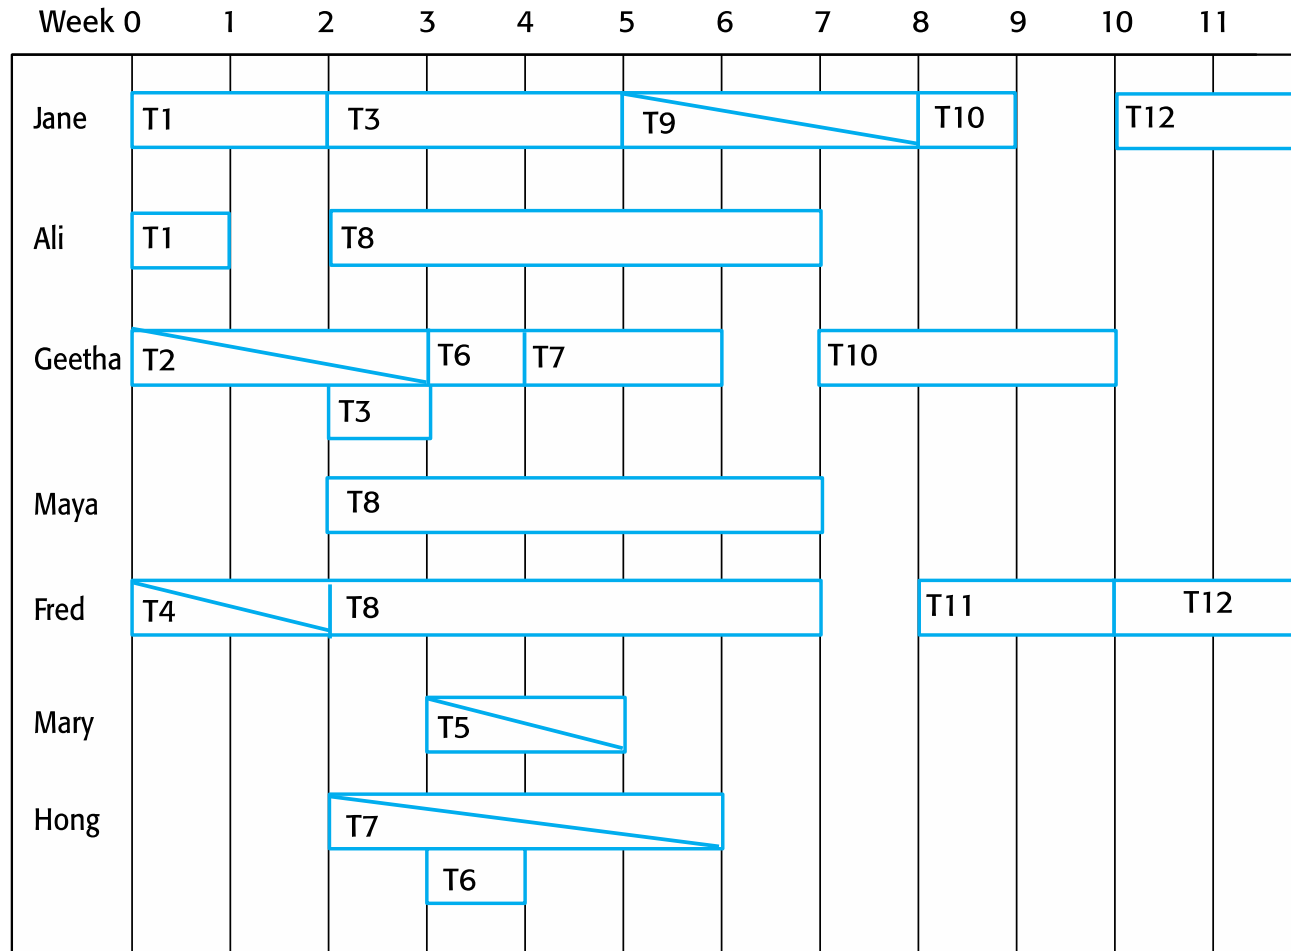 Week 0 1 2 3 4 5 6 7 8 9 10 11
Jane T1 T3 T9 T10 T12
Ali T1 T8
Geetha T2 T6 T7 T10
T3
Maya T8
Fred T4 T8 T11 T12
Mary T5
Hong T7
T6